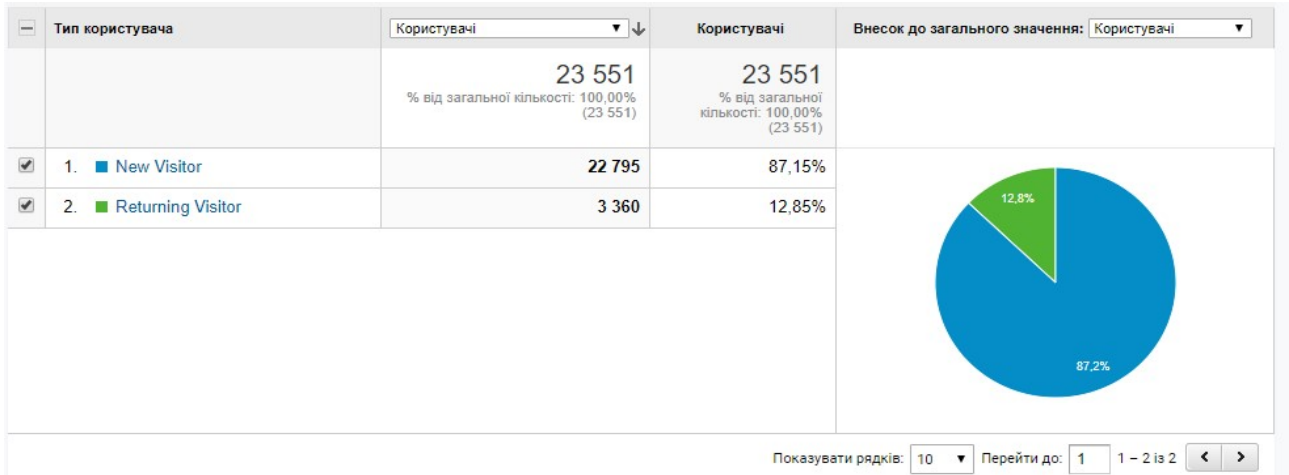 Тип користувача
Користувачі
Користувачі
Внесок до загального значення: Користувачі
23 551
% від загальної кількості: 100,00%
(23 551)
23 551
% від загальної
кількості: 100,00%
(23 551)
1. New Visitor 22 795 87,15%
2. Returning Visitor 3 360 12,85%
12,8%
87,2%
Показувати рядків: 10 Перейти до: 1 1 – 2 із 2